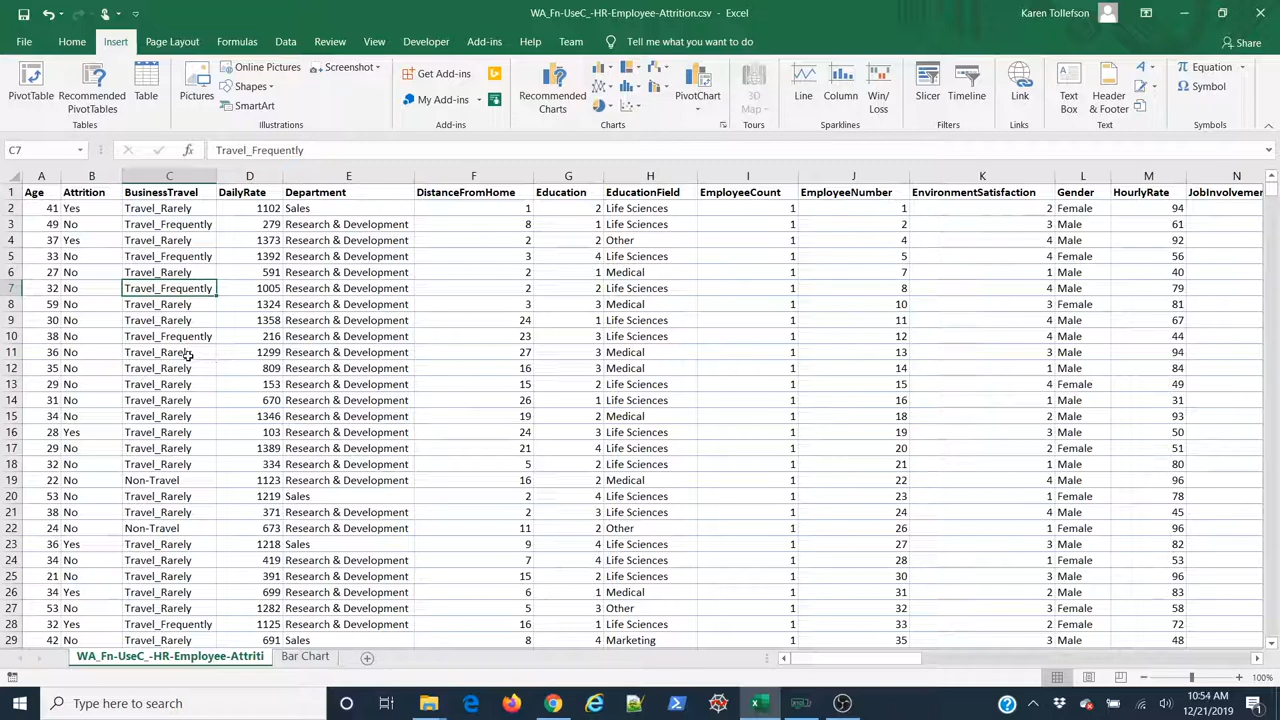 WA_Fn-UseC_-HR-Employee-Attrition.csv - Excel
Karen Tollefson
File Home Insert Page Layout Formulas Data Review View Developer Add-ins Help Team Tell me what you want to do Share
PivotTable Recommended PivotTables Table Pictures Online Pictures Shapes SmartArt Screenshot Get Add-ins My Add-ins Recommended Charts PivotChart 3D Map Line Column Win/Loss Slicer Timeline Link Text Box Header & Footer Equation Symbol
Tables Illustrations Add-ins Charts Tours Sparklines Filters Links Text Symbols
C7 fx Travel_Frequently
A B C D E F G H I J K L M N
1 Age Attrition BusinessTravel DailyRate Department DistanceFromHome Education EducationField EmployeeCount EmployeeNumber EnvironmentSatisfaction Gender HourlyRate JobInvolveme
2 41 Yes Travel_Rarely 1102 Sales 1 2 Life Sciences 1 1 2 Female 94
3 49 No Travel_Frequently 279 Research & Development 8 1 Life Sciences 1 2 3 Male 61
4 37 Yes Travel_Rarely 1373 Research & Development 2 2 Other 1 4 4 Male 92
5 33 No Travel_Frequently 1392 Research & Development 3 4 Life Sciences 1 5 4 Female 56
6 27 No Travel_Rarely 591 Research & Development 2 1 Medical 1 7 1 Male 40
7 32 No Travel_Frequently 1005 Research & Development 2 2 Life Sciences 1 8 4 Male 79
8 59 No Travel_Rarely 1324 Research & Development 3 3 Medical 1 10 3 Female 81
9 30 No Travel_Rarely 1358 Research & Development 24 1 Life Sciences 1 11 4 Male 67
10 38 No Travel_Frequently 216 Research & Development 23 3 Life Sciences 1 12 4 Male 44
11 36 No Travel_Rarely 1299 Research & Development 27 3 Medical 1 13 3 Male 94
12 35 No Travel_Rarely 809 Research & Development 16 3 Medical 1 14 1 Male 84
13 29 No Travel_Rarely 153 Research & Development 15 2 Life Sciences 1 15 4 Female 49
14 31 No Travel_Rarely 670 Research & Development 26 1 Life Sciences 1 16 1 Male 31
15 34 No Travel_Rarely 1346 Research & Development 19 2 Medical 1 18 2 Male 93
16 28 Yes Travel_Rarely 103 Research & Development 24 3 Life Sciences 1 19 3 Male 50
17 29 No Travel_Rarely 1389 Research & Development 21 4 Life Sciences 1 20 2 Female 51
18 32 No Travel_Rarely 334 Research & Development 5 2 Life Sciences 1 21 1 Male 80
19 22 No Non-Travel 1123 Research & Development 16 2 Medical 1 22 4 Male 96
20 53 No Travel_Rarely 1219 Sales 2 4 Life Sciences 1 23 1 Female 78
21 38 No Travel_Rarely 371 Research & Development 2 3 Life Sciences 1 24 4 Male 45
22 24 No Non-Travel 673 Research & Development 11 2 Other 1 26 1 Female 96
23 36 Yes Travel_Rarely 1218 Sales 9 4 Life Sciences 1 27 3 Male 82
24 34 No Travel_Rarely 419 Research & Development 7 4 Life Sciences 1 28 1 Female 53
25 21 No Travel_Rarely 391 Research & Development 15 2 Life Sciences 1 30 3 Male 96
26 34 Yes Travel_Rarely 699 Research & Development 6 1 Medical 1 31 2 Male 83
27 53 No Travel_Rarely 1282 Research & Development 5 3 Other 1 32 3 Female 58
28 32 Yes Travel_Frequently 1125 Research & Development 16 1 Life Sciences 1 33 2 Female 72
29 42 No Travel_Rarely 691 Sales 8 4 Marketing 1 35 3 Male 48
WA_Fn-UseC_-HR-Employee-Attriti Bar Chart
100%
Type here to search
10:54 AM
12/21/2019